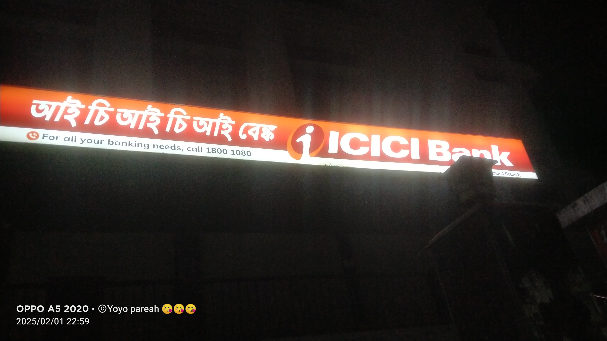 আই চি আই চি আই বেঙ্ক
For all your banking needs, call 1800 1080
ICICI Bank
OPPO A5 2020 · ©Yoyo pareah 😘😘😘
2025/02/01 22:59